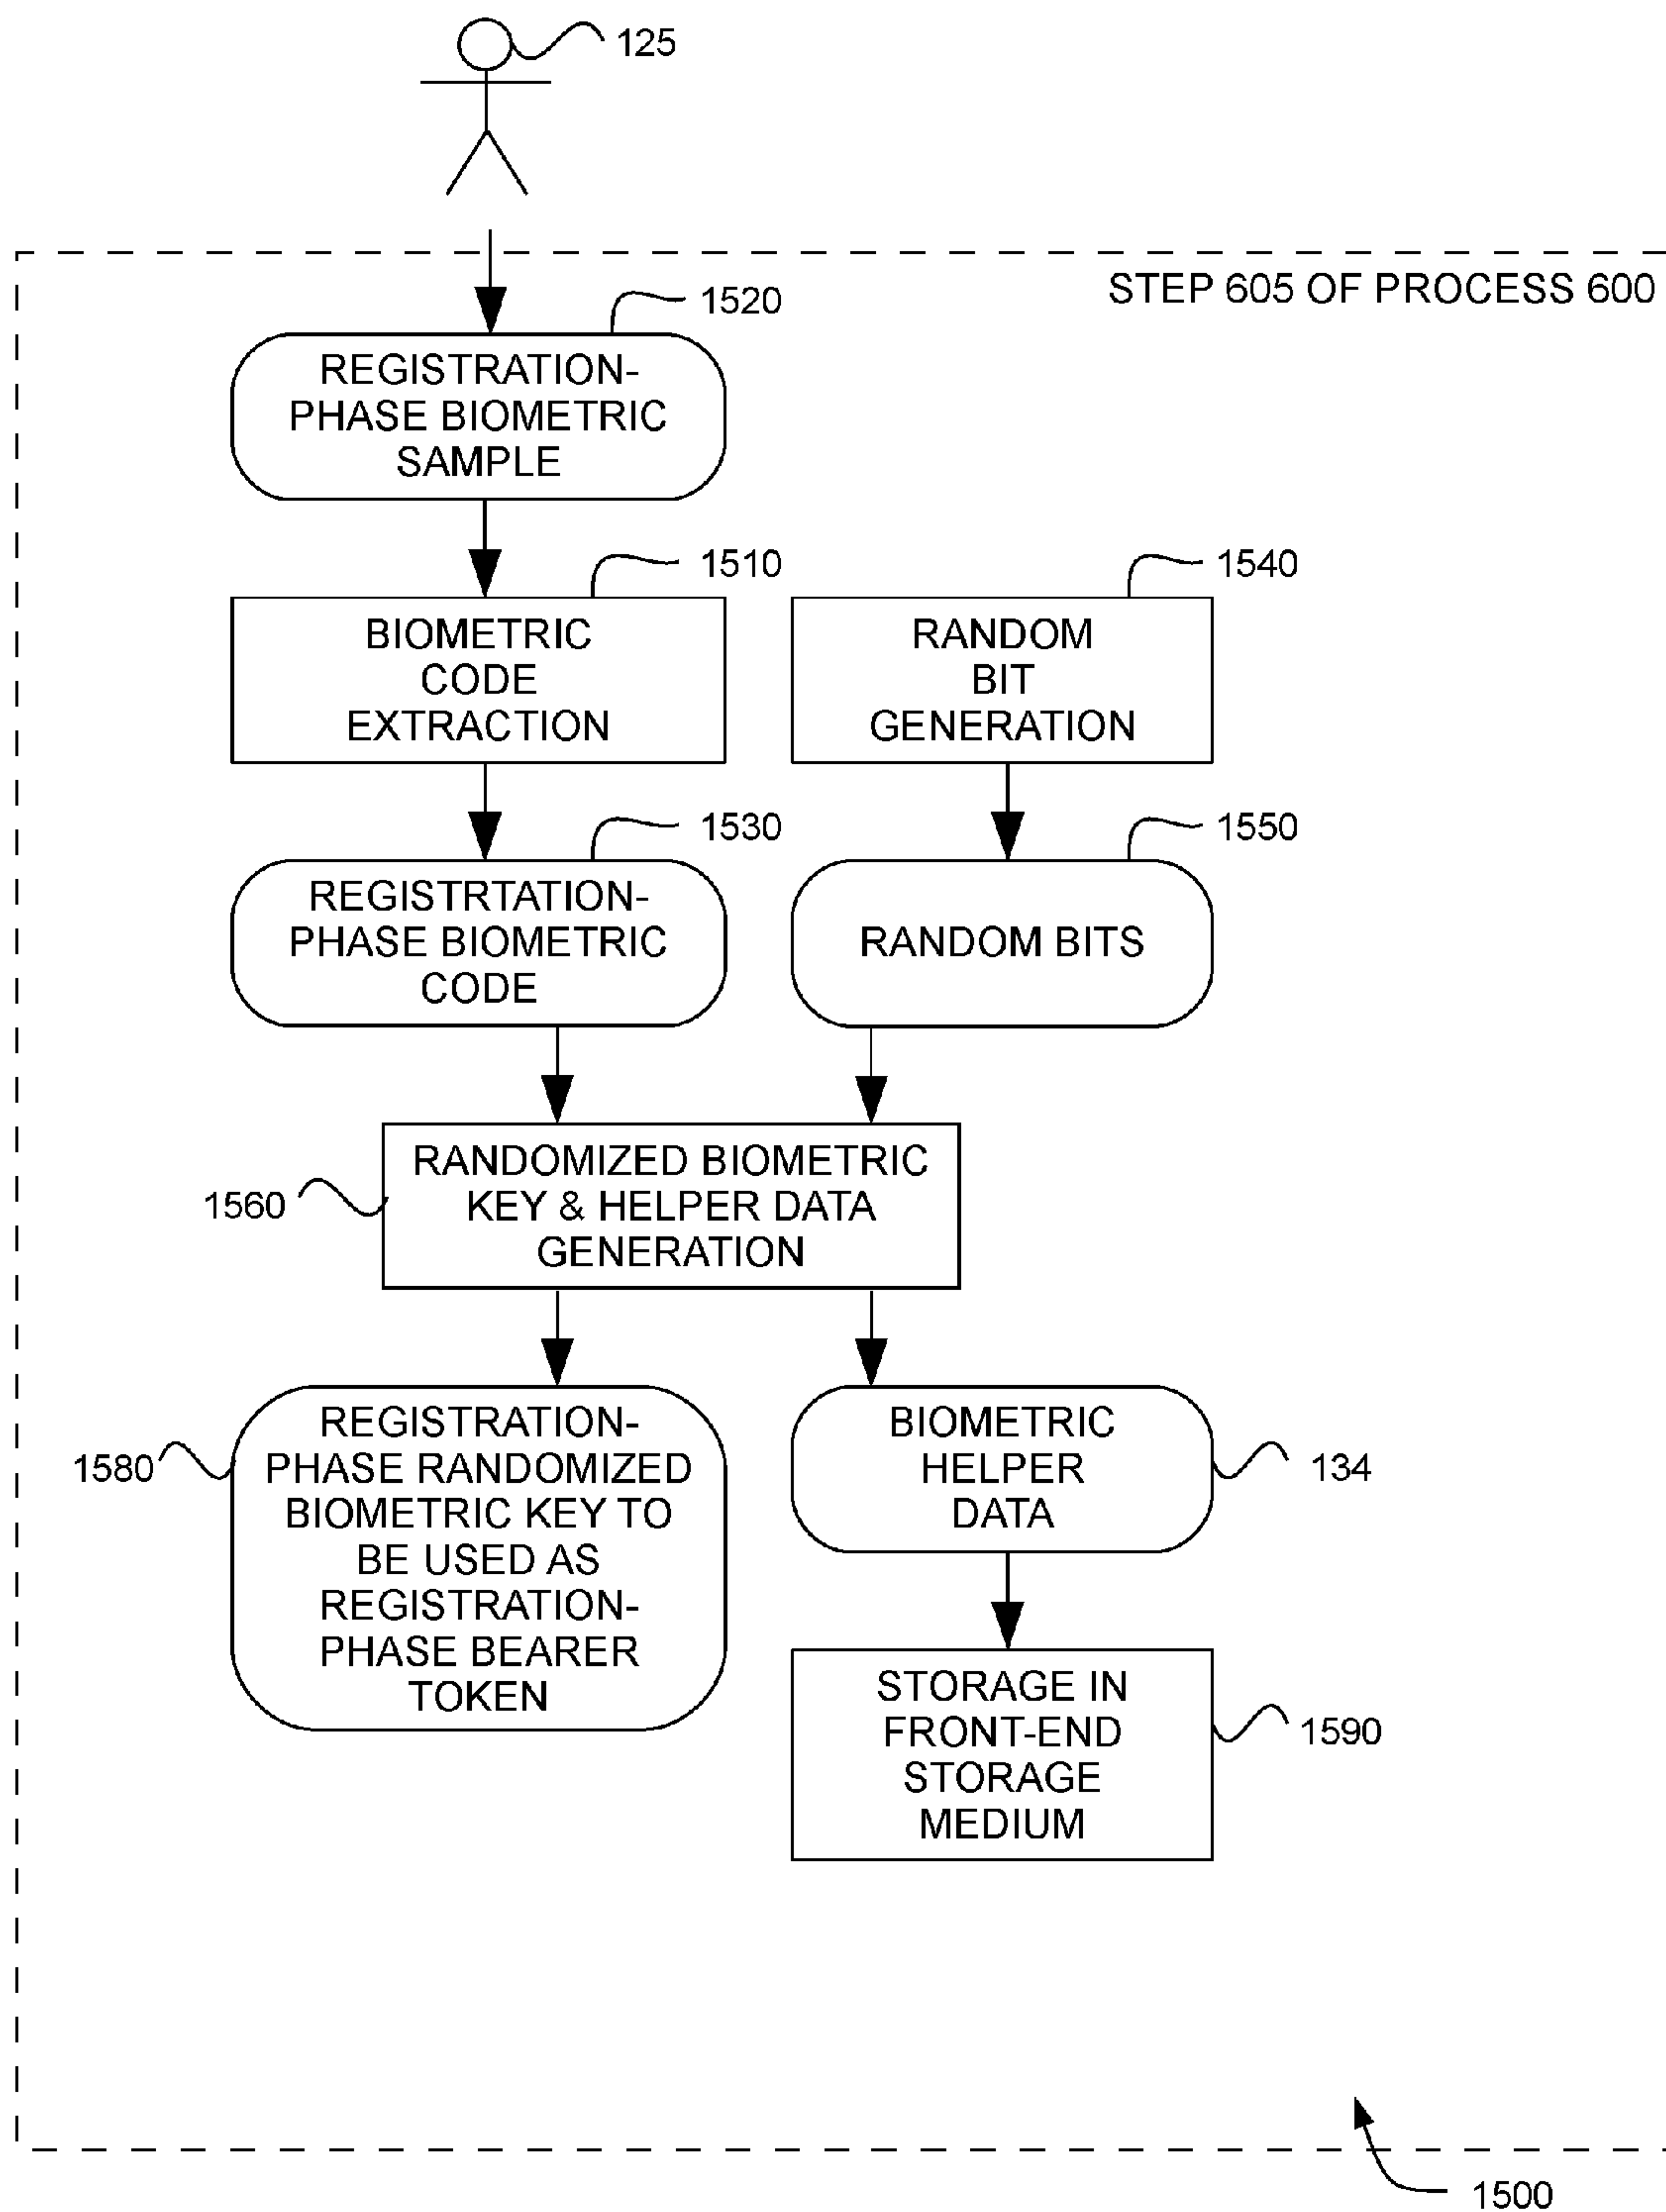 125
STEP 605 OF PROCESS 600
1520
REGISTRATION-
PHASE BIOMETRIC
SAMPLE
1510
BIOMETRIC
CODE
EXTRACTION
1540
RANDOM
BIT
GENERATION
1530
REGISTRTATION-
PHASE BIOMETRIC
CODE
1550
RANDOM BITS
1560
RANDOMIZED BIOMETRIC
KEY & HELPER DATA
GENERATION
1580
REGISTRATION-
PHASE RANDOMIZED
BIOMETRIC KEY TO
BE USED AS
REGISTRATION-
PHASE BEARER
TOKEN
BIOMETRIC
HELPER
DATA
134
STORAGE IN
FRONT-END
STORAGE
MEDIUM
1590
1500